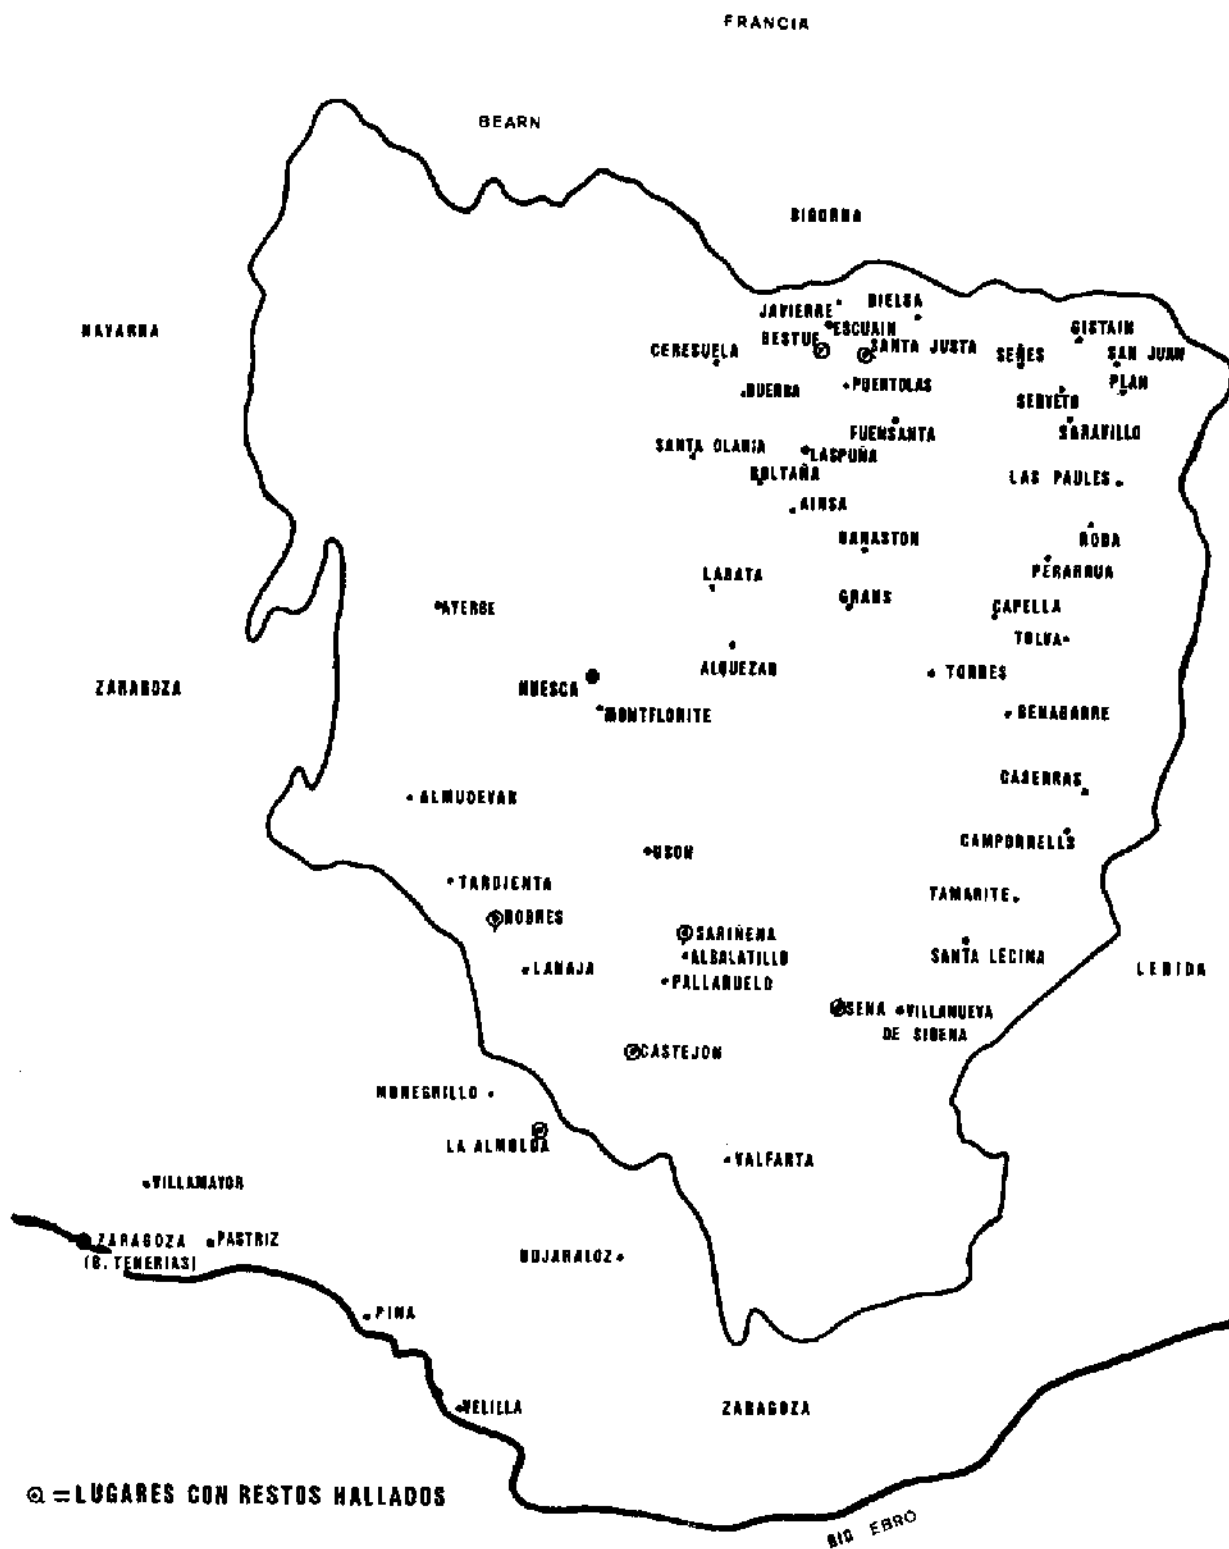 FRANCIA
BEARN
BIGORRA
NAVARRA
JAVIERRE
BIELSA
ESCUAIN
BESTUE
SANTA JUSTA
GISTAIN
CERESUELA
SEÑES
SAN JUAN
BUERBA
PUERTOLAS
PLAN
SERVETO
FUENSANTA
SARAVILLO
SANTA OLARIA
LASPUÑA
BOLTAÑA
LAS PAULES
AINSA
BANASTON
RODA
PERARRUA
LABATA
GRAUS
CAPELLA
AYERBE
TOLVA
ALQUEZAR
TORRES
ZARAGOZA
HUESCA
MONTFLORITE
BENABARRE
CASERRAS
ALMUDEVAR
CAMPORRELLS
USON
TARDIENTA
TAMARITE
ROBRES
SARIÑENA
ALBALATILLO
SANTA LECINA
LERIDA
LANAJA
PALLARUELO
SENA
VILLANUEVA
DE SIGENA
CASTEJON
MONEGRILLO
LA ALMOLDA
VALFARTA
VILLAMAYOR
ZARAGOZA
PASTRIZ
(B. TENERIAS)
BUJARALOZ
PINA
VELILLA
ZARAGOZA
=LUGARES CON RESTOS HALLADOS
RIO EBRO